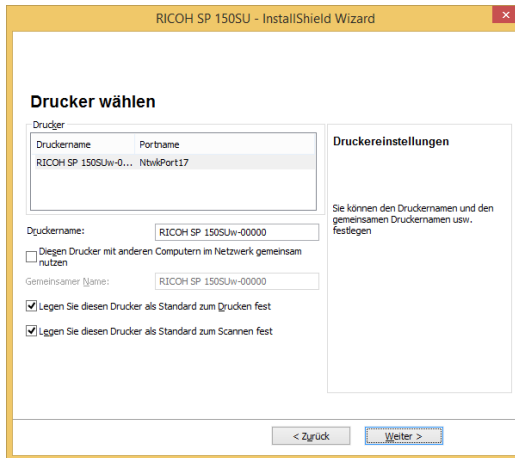 RICOH SP 150SU - InstallShield Wizard
Drucker wählen
Drucker
Druckername Portname
RICOH SP 150SUw-0... NtwkPort17
Druckername: RICOH SP 150SUw-00000
Diesen Drucker mit anderen Computern im Netzwerk gemeinsam
nutzen
Gemeinsamer Name: RICOH SP 150SUw-00000
Legen Sie diesen Drucker als Standard zum Drucken fest
Legen Sie diesen Drucker als Standard zum Scannen fest
Druckereinstellungen
Sie können den Druckernamen und den
gemeinsamen Druckernamen usw.
festlegen
< Zurück Weiter >